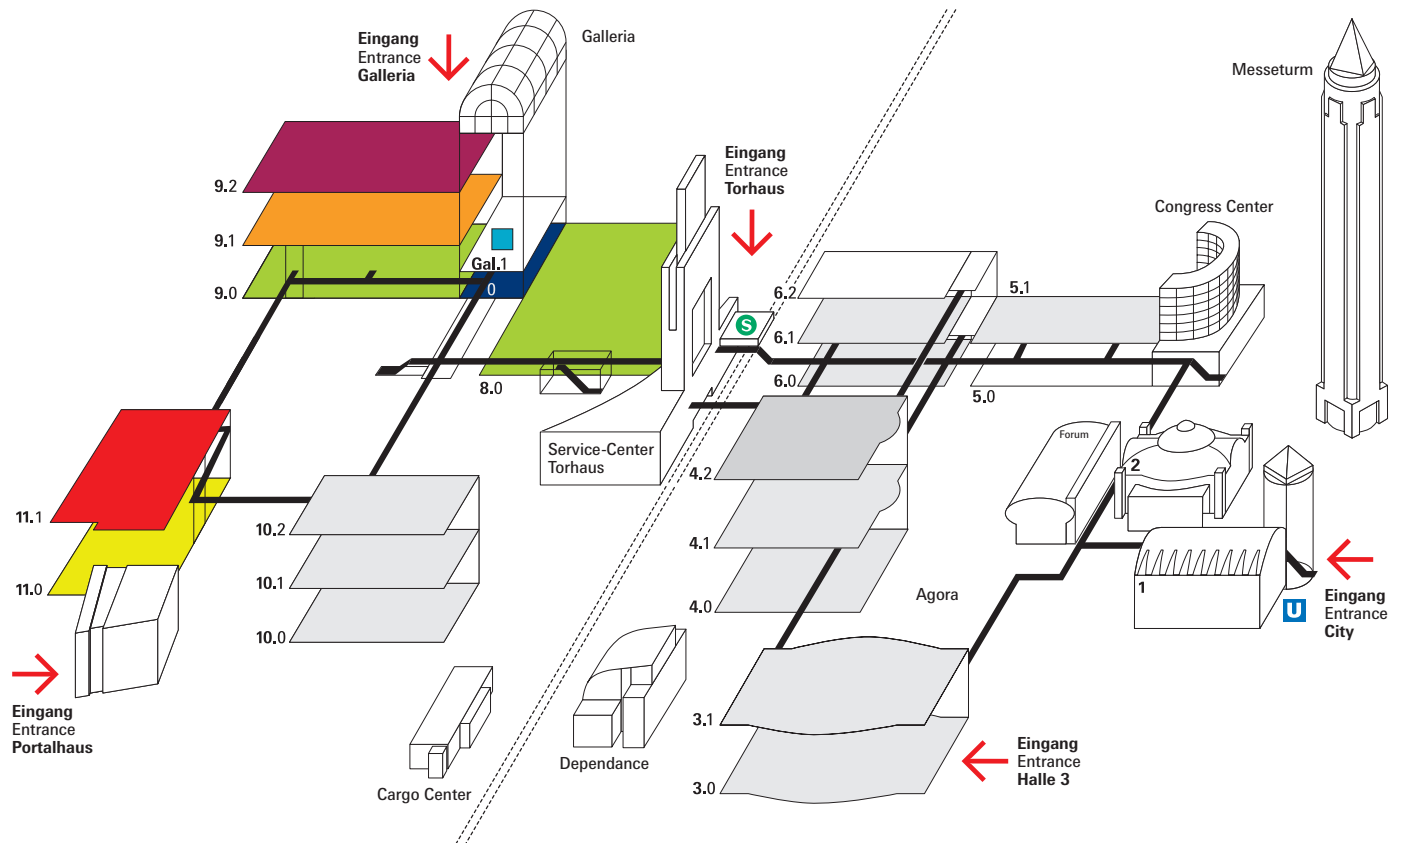 Eingang
Entrance
Galleria
Galleria
Messeturm
Eingang
Entrance
Torhaus
9.2
Congress Center
9.1
Gal.1
0
9.0
6.2
5.1
S
6.1
6.0
5.0
8.0
Service-Center
Torhaus
Forum
2
4.2
11.1
10.2
4.1
10.1
11.0
4.0
Agora
1
U
Eingang
Entrance
City
10.0
Eingang
Entrance
Portalhaus
3.1
Eingang
Entrance
Halle 3
Dependance
3.0
Cargo Center